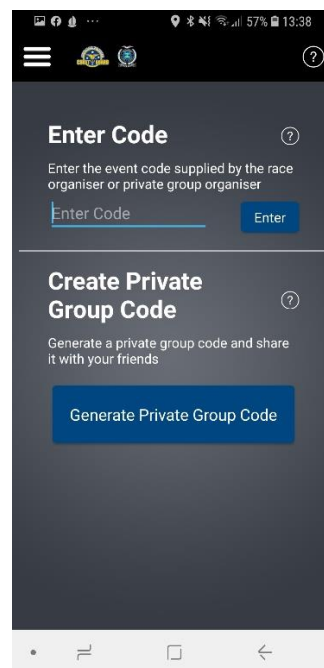 57% 13:38
?
Enter Code ?
Enter the event code supplied by the race
organiser or private group organiser
Enter Code Enter
Create Private
Group Code ?
Generate a private group code and share
it with your friends
Generate Private Group Code